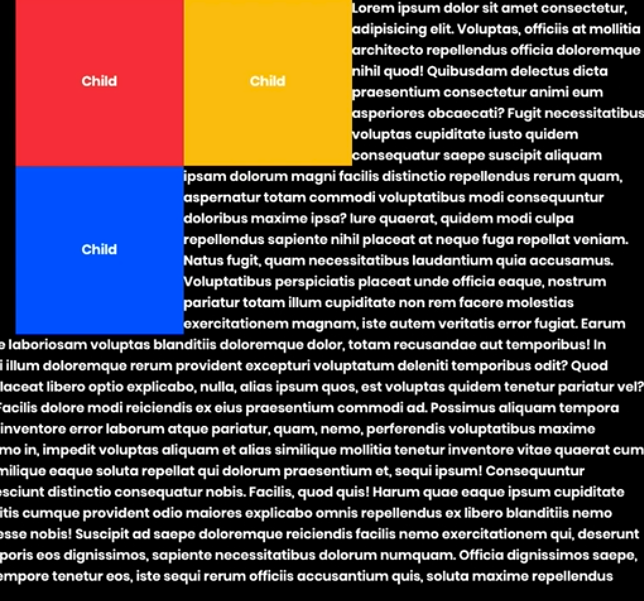 Lorem ipsum dolor sit amet consectetur,
adipisicing elit. Voluptas, officiis at mollitia
architecto repellendus officia doloremque
Child
Child
nihil quod! Quibusdam delectus dicta
praesentium consectetur animi eum
asperiores obcaecati? Fugit necessitatibus
voluptas cupiditate iusto quidem
consequatur saepe suscipit aliquam
ipsam dolorum magni facilis distinctio repellendus rerum quam,
aspernatur totam commodi voluptatibus modi consequuntur
doloribus maxime ipsa? Iure quaerat, quidem modi culpa
Child
repellendus sapiente nihil placeat at neque fuga repellat veniam.
Natus fugit, quam necessitatibus laudantium quia accusamus.
Voluptatibus perspiciatis placeat unde officia eaque, nostrum
pariatur totam illum cupiditate non rem facere molestias
exercitationem magnam, iste autem veritatis error fugiat. Earum
e laboriosam voluptas blanditiis doloremque dolor, totam recusandae aut temporibus! In
i illum doloremque rerum provident excepturi voluptatum deleniti temporibus odit? Quod
laceat libero optio explicabo, nulla, alias ipsum quos, est voluptas quidem tenetur pariatur vel?
Facilis dolore modi reiciendis ex eius praesentium commodi ad. Possimus aliquam tempora
inventore error laborum atque pariatur, quam, nemo, perferendis voluptatibus maxime
mo in, impedit voluptas aliquam et alias similique mollitia tenetur inventore vitae quaerat cum
milique eaque soluta repellat qui dolorum praesentium et, sequi ipsum! Consequuntur
esciunt distinctio consequatur nobis. Facilis, quod quis! Harum quae eaque ipsum cupiditate
itis cumque provident odio maiores explicabo omnis repellendus ex libero blanditiis nemo
esse nobis! Suscipit ad saepe doloremque reiciendis facilis nemo exercitationem qui, deserunt
poris eos dignissimos, sapiente necessitatibus dolorum numquam. Officia dignissimos saepe,
empore tenetur eos, iste sequi rerum officiis accusantium quis, soluta maxime repellendus